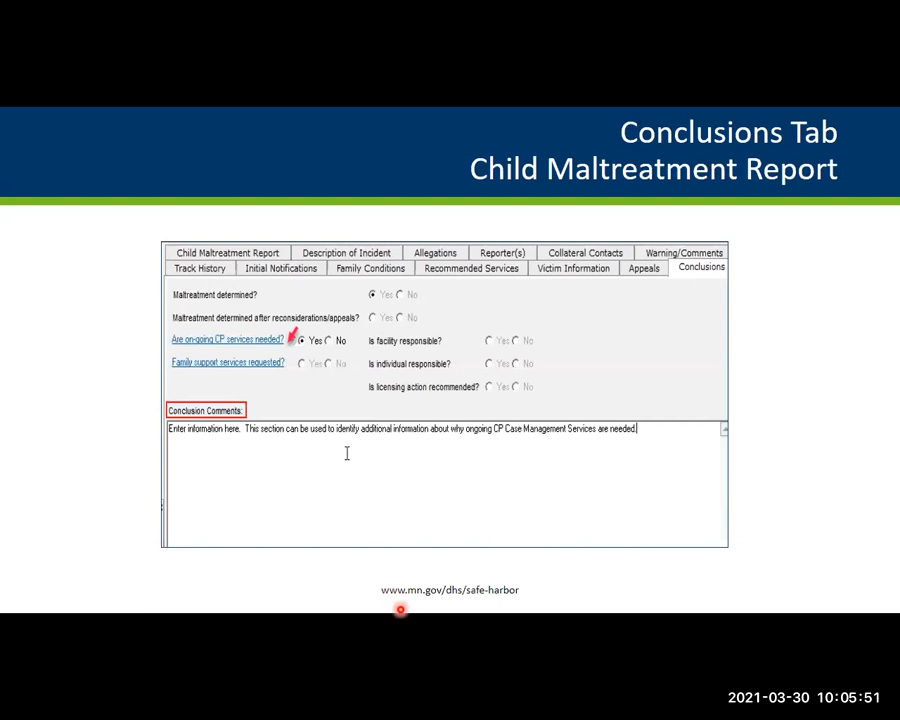 Conclusions Tab
Child Maltreatment Report
Child Maltreatment Report Description of Incident Allegations Reporter(s) Collateral Contacts Warning/Comments
Track History Initial Notifications Family Conditions Recommended Services Victim Information Appeals Conclusions
Maltreatment determined? Yes No
Maltreatment determined after reconsiderations/appeals? Yes No
Are on-going CP services needed? Yes No Is facility responsible? Yes No
Family support services requested? Yes No Is individual responsible? Yes No
Is licensing action recommended? Yes No
Conclusion Comments:
Enter information here. This section can be used to identify additional information about why ongoing CP Case Management Services are needed.
www.mn.gov/dhs/safe-harbor
2021-03-30 10:05:51